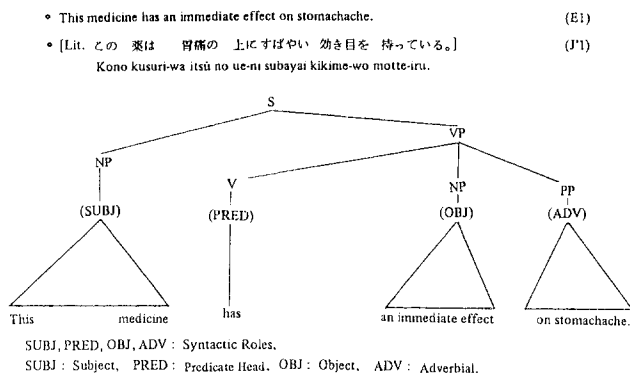 • This medicine has an immediate effect on stomachache. (E1)
• [Lit. この 薬は 胃痛の 上にすばやい 効き目を 持っている。] (J'1)
Kono kusuri-wa itsū no ue-ni subayai kikime-wo motte-iru.
S
NP VP
V NP PP
(SUBJ) (PRED) (OBJ) (ADV)
This medicine has an immediate effect on stomachache.
SUBJ, PRED, OBJ, ADV : Syntactic Roles.
SUBJ : Subject, PRED : Predicate Head, OBJ : Object, ADV : Adverbial.